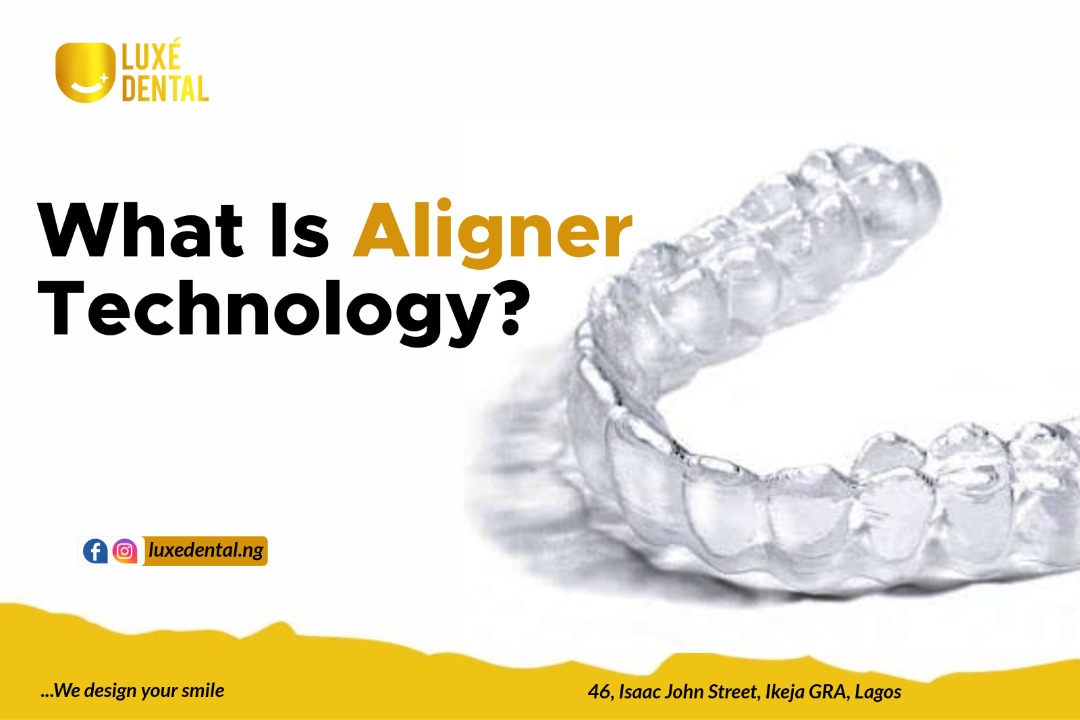 LUXÉ
DENTAL
What Is Aligner
Technology?
luxedental.ng
...We design your smile
46, Isaac John Street, Ikeja GRA, Lagos